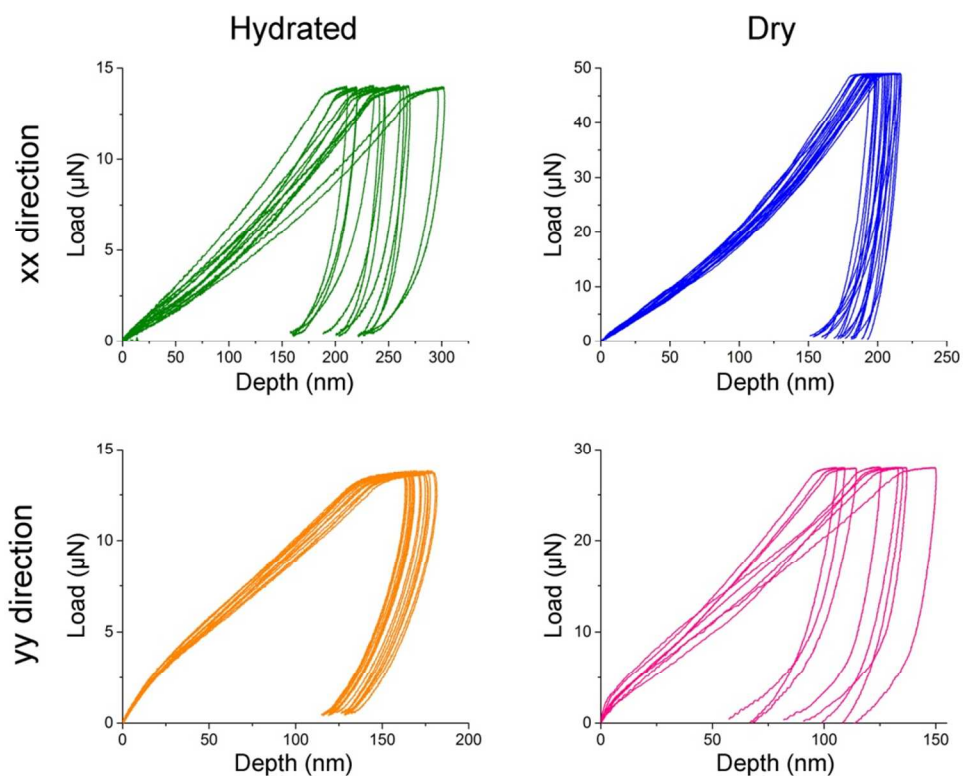 Hydrated
Dry
xx direction
Load (µN)
15
10
5
0
0 50 100 150 200 250 300
Depth (nm)
Load (µN)
50
40
30
20
10
0
0 50 100 150 200 250
Depth (nm)
yy direction
Load (µN)
15
10
5
0
0 50 100 150 200
Depth (nm)
Load (µN)
30
20
10
0
0 50 100 150
Depth (nm)